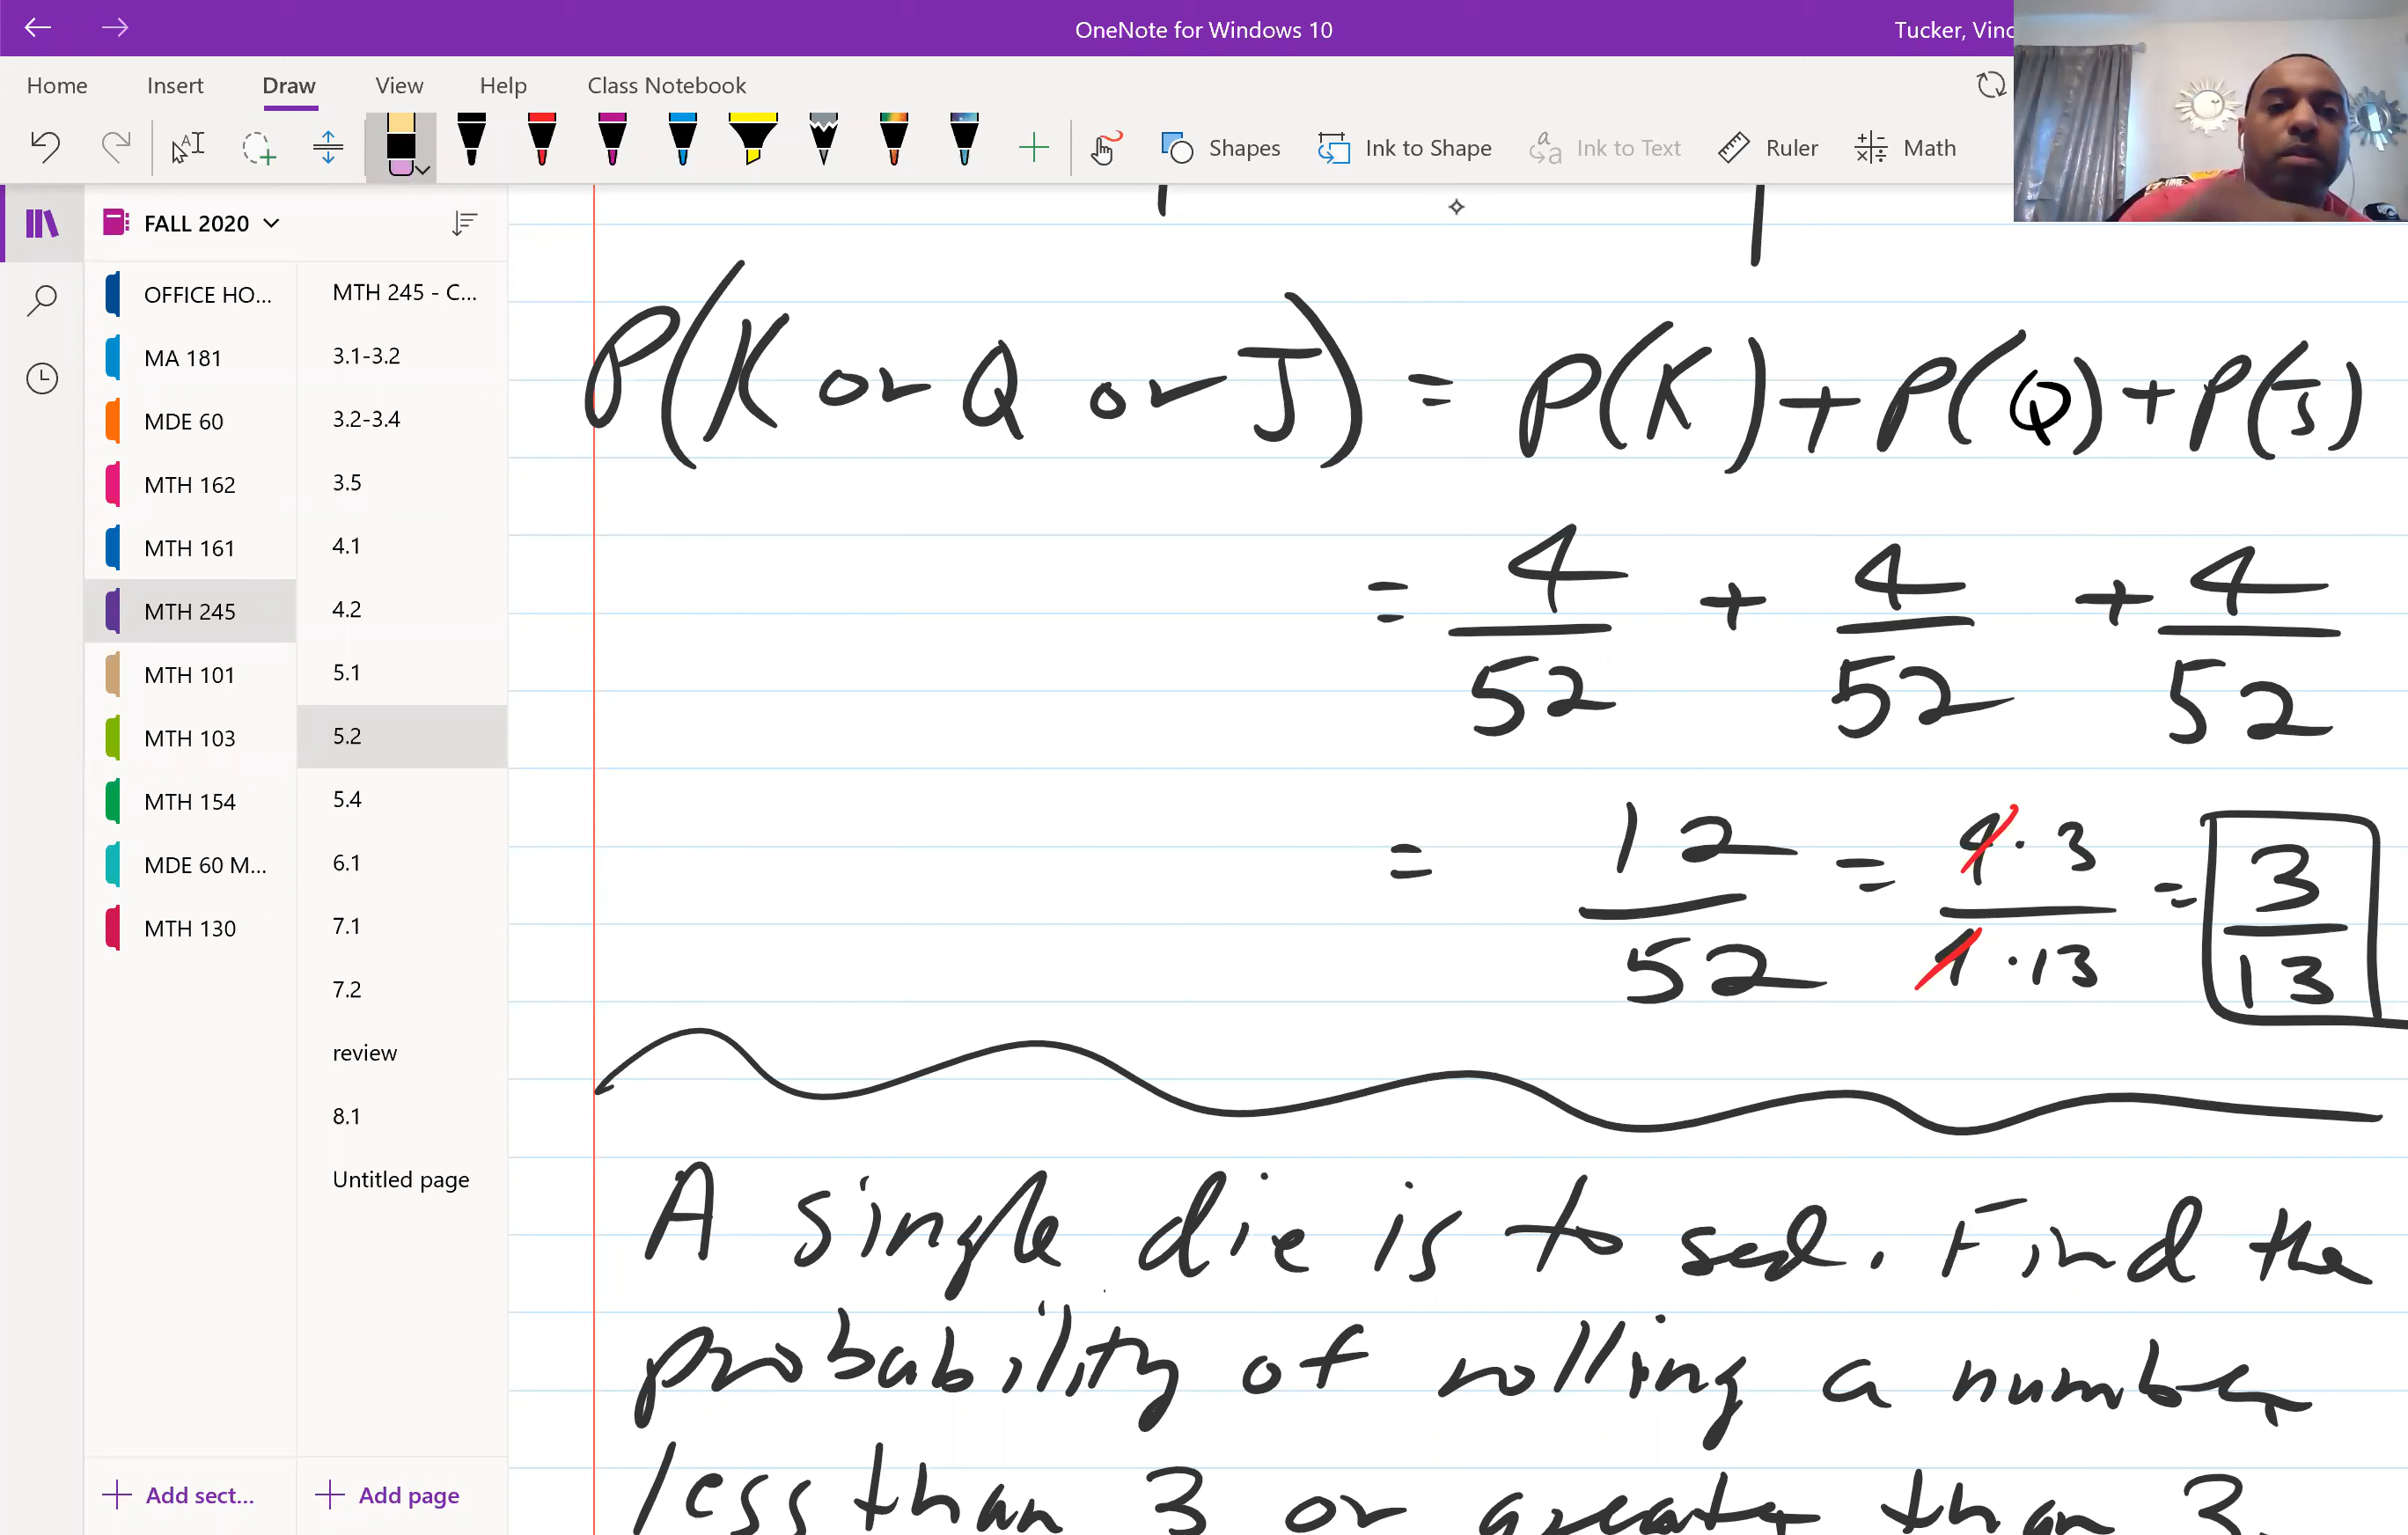 OneNote for Windows 10
Tucker, Vinc
Home Insert Draw View Help Class Notebook
Shapes Ink to Shape Ink to Text Ruler Math
FALL 2020
OFFICE HO...
MA 181
MDE 60
MTH 162
MTH 161
MTH 245
MTH 101
MTH 103
MTH 154
MDE 60 M...
MTH 130
MTH 245 - C...
3.1-3.2
3.2-3.4
3.5
4.1
4.2
5.1
5.2
5.4
6.1
7.1
7.2
review
8.1
Untitled page
Add sect...
Add page
P(K or Q or J) = P(K) + P(Q) + P(J)
= 4/52 + 4/52 + 4/52
= 12/52 = 4·3/4·13 = 3/13
A single die is tossed. Find the
probability of rolling a number
less than 3 or greater than 3.